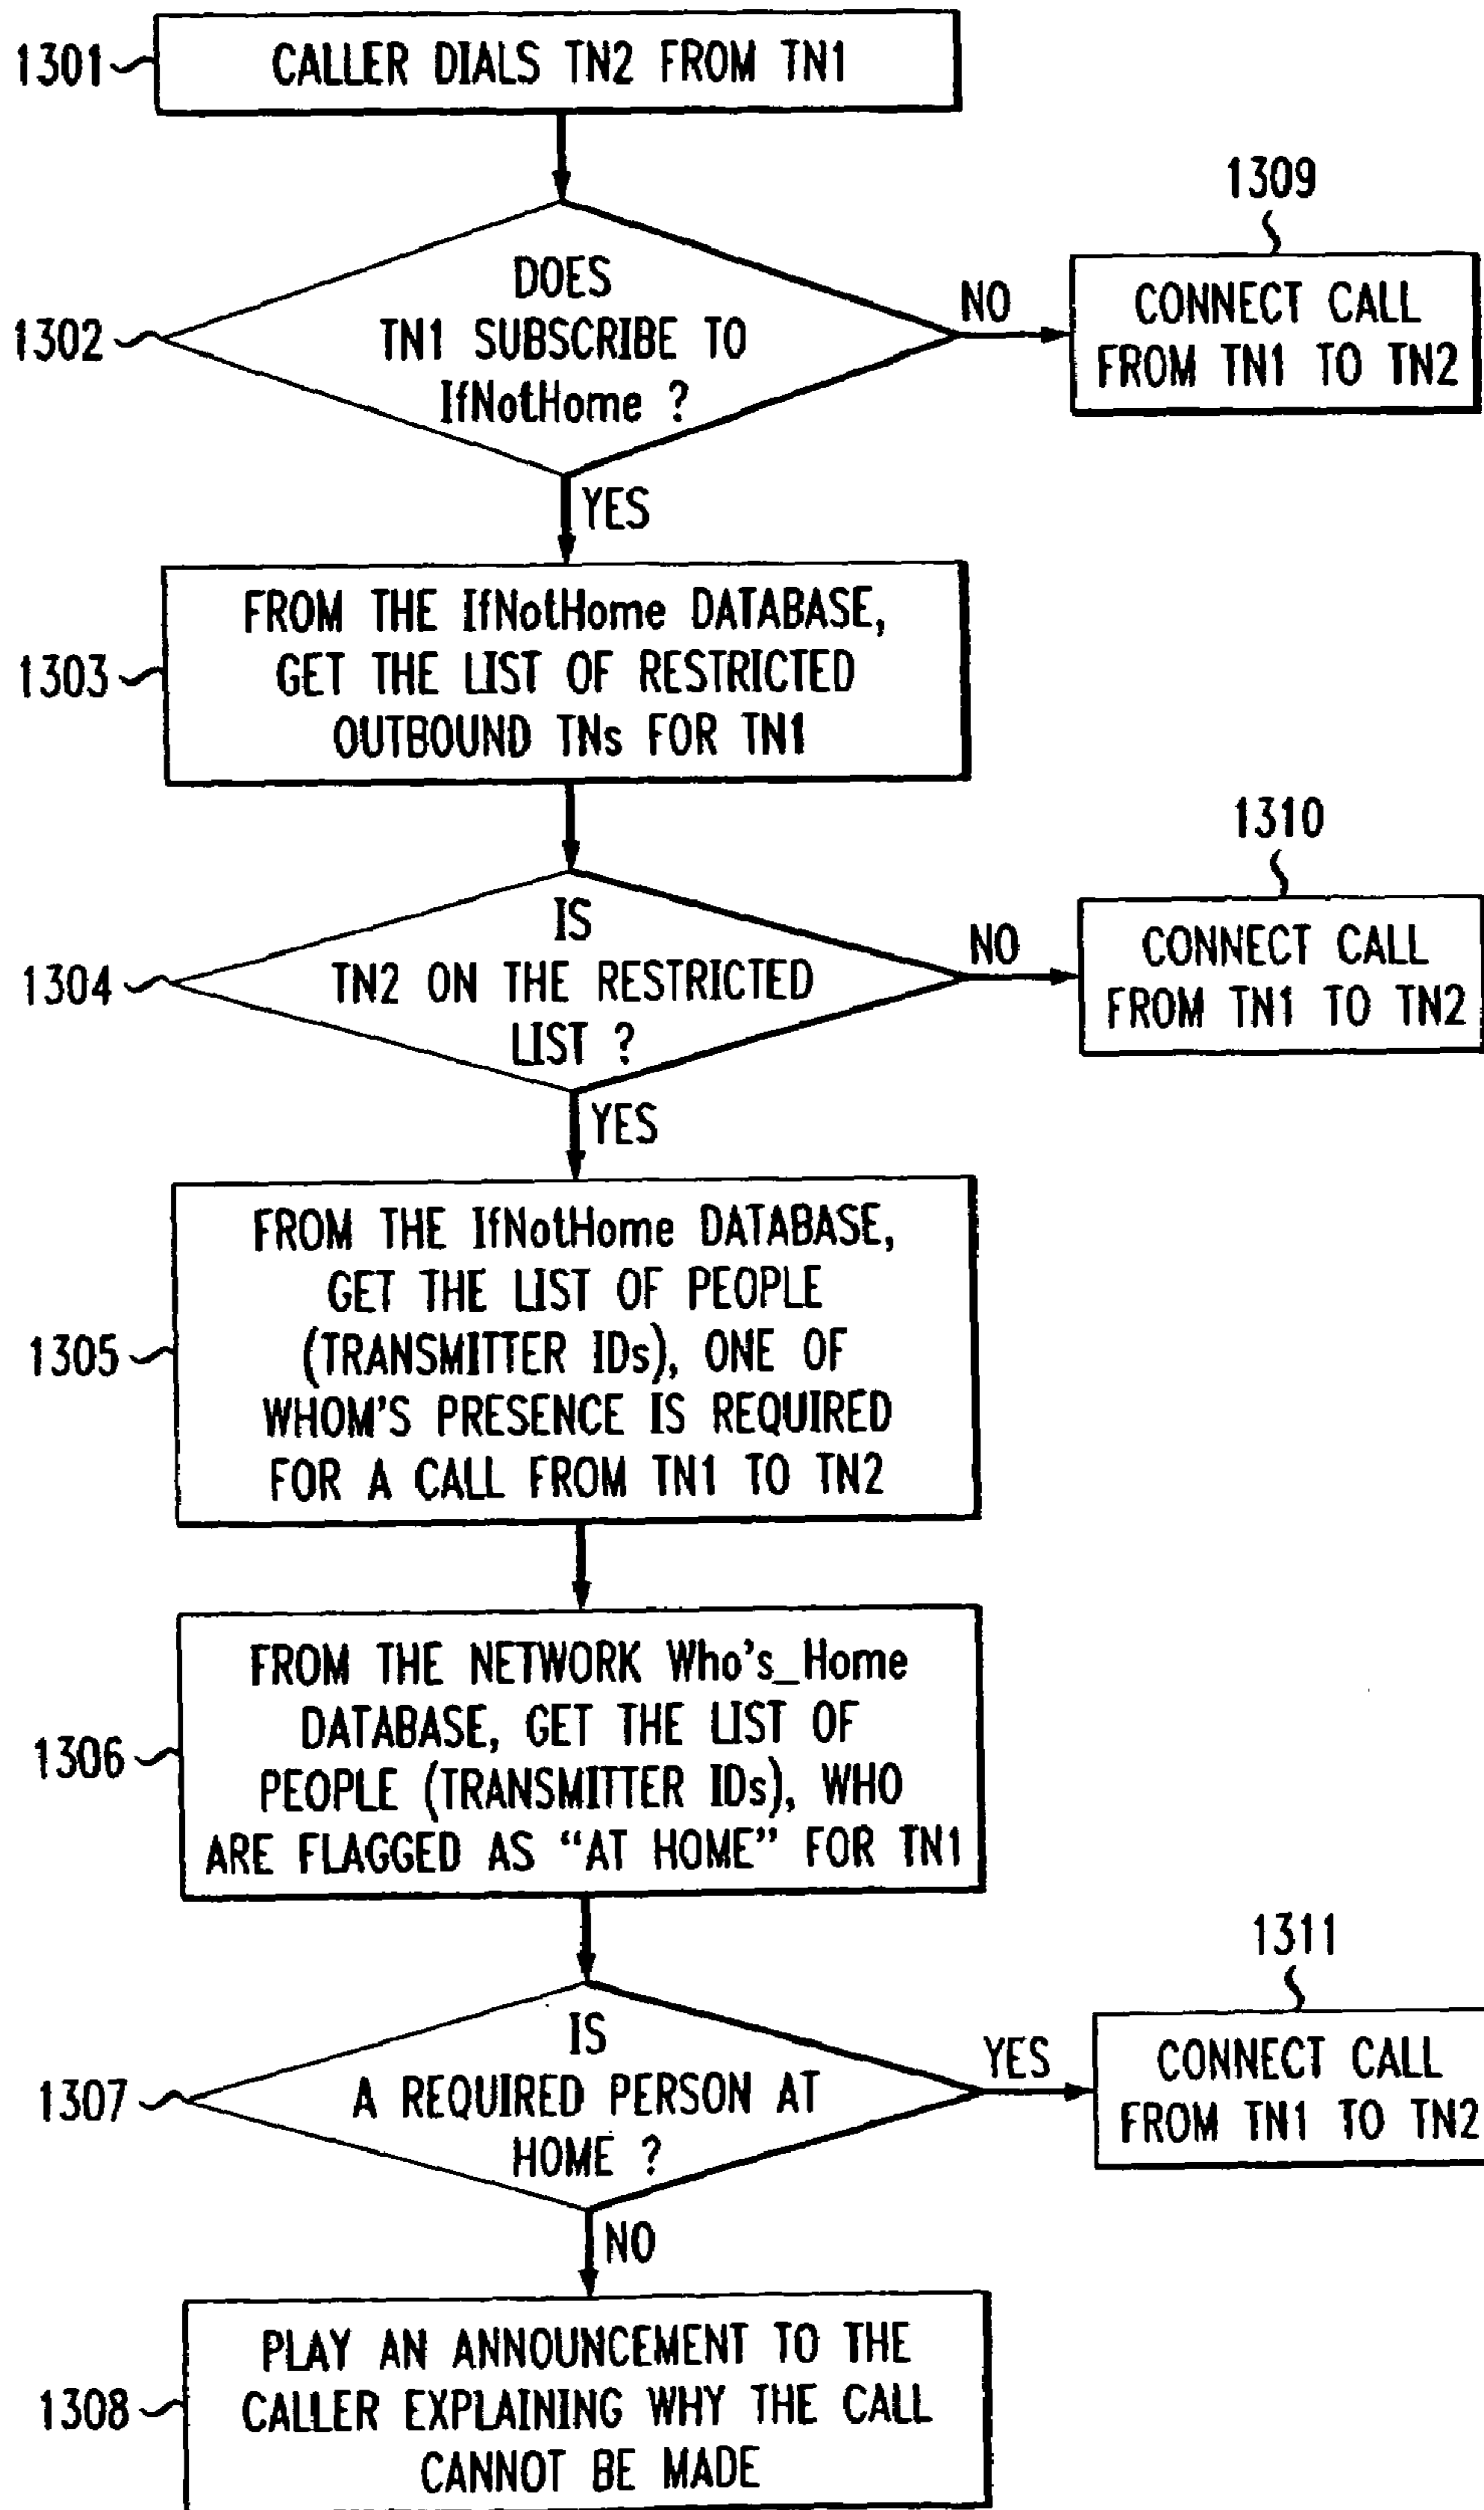 1301
CALLER DIALS TN2 FROM TN1
1309
1302
DOES
TN1 SUBSCRIBE TO
IfNotHome ?
NO
CONNECT CALL
FROM TN1 TO TN2
YES
1303
FROM THE IfNotHome DATABASE,
GET THE LIST OF RESTRICTED
OUTBOUND TNs FOR TN1
1310
1304
IS
TN2 ON THE RESTRICTED
LIST ?
NO
CONNECT CALL
FROM TN1 TO TN2
YES
1305
FROM THE IfNotHome DATABASE,
GET THE LIST OF PEOPLE
(TRANSMITTER IDs), ONE OF
WHOM'S PRESENCE IS REQUIRED
FOR A CALL FROM TN1 TO TN2
1306
FROM THE NETWORK Who's_Home
DATABASE, GET THE LIST OF
PEOPLE (TRANSMITTER IDs), WHO
ARE FLAGGED AS “AT HOME” FOR TN1
1311
1307
IS
A REQUIRED PERSON AT
HOME ?
YES
CONNECT CALL
FROM TN1 TO TN2
NO
1308
PLAY AN ANNOUNCEMENT TO THE
CALLER EXPLAINING WHY THE CALL
CANNOT BE MADE